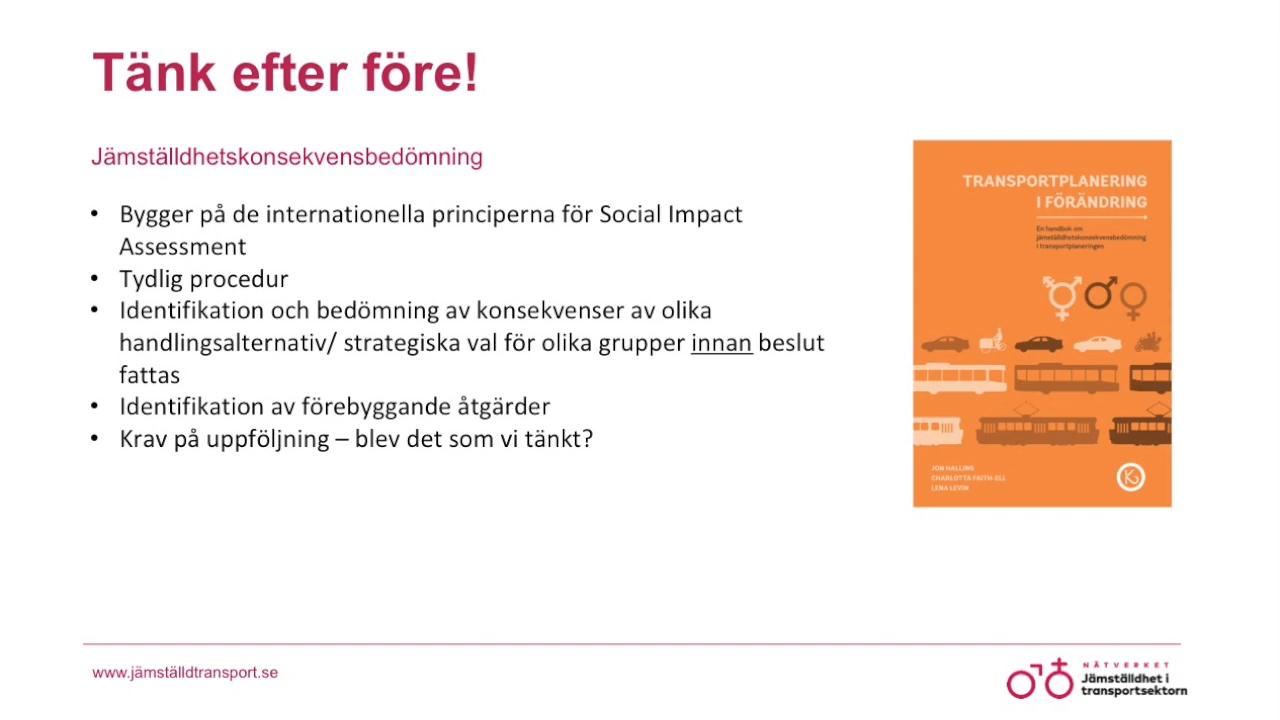 Tänk efter före!
Jämställdhetskonsekvensbedömning
• Bygger på de internationella principerna för Social Impact
Assessment
• Tydlig procedur
• Identifikation och bedömning av konsekvenser av olika
handlingsalternativ/ strategiska val för olika grupper innan beslut
fattas
• Identifikation av förebyggande åtgärder
• Krav på uppföljning – blev det som vi tänkt?
TRANSPORTPLANERING
I FÖRÄNDRING
En handbok om
jämställdhetskonsekvensbedömning
i transportplaneringen
JON HALLING
CHARLOTTA FAITH-ELL
LENA LEVIN
K
www.jämställdtransport.se
NÄTVERKET
Jämställdhet i
transportsektorn